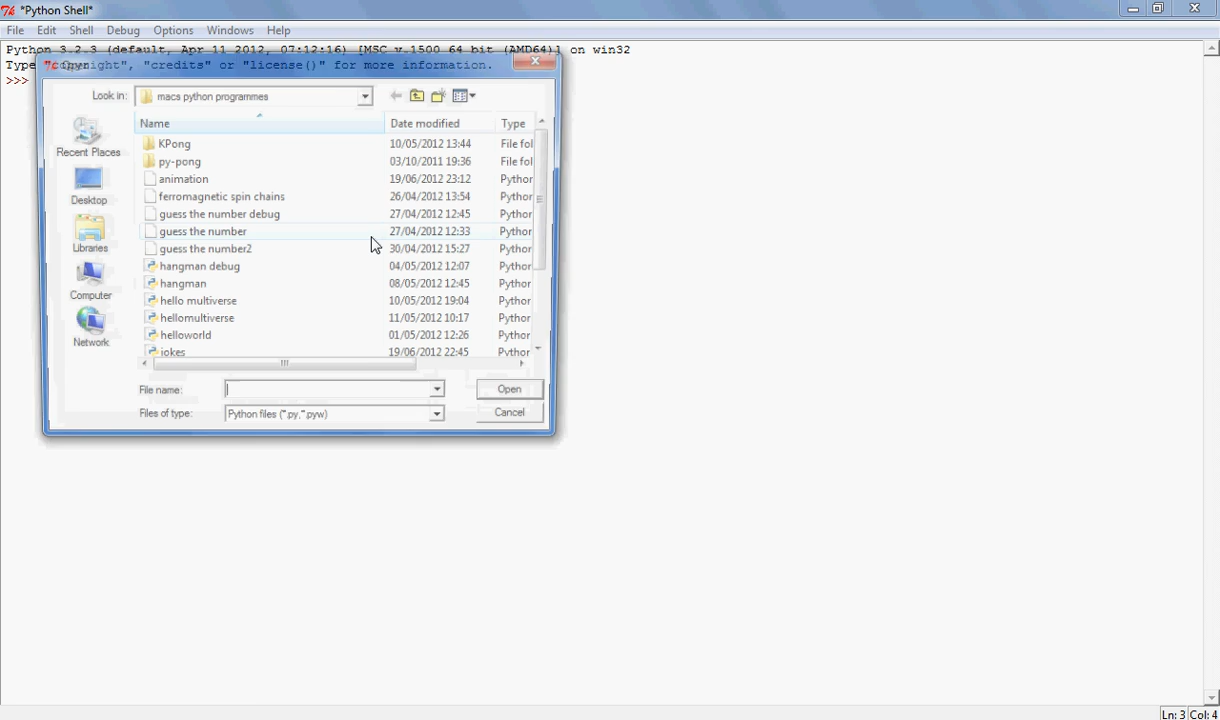 *Python Shell*
File Edit Shell Debug Options Windows Help
Python 3.2.3 (default, Apr 11 2012, 07:12:16) [MSC v.1500 64 bit (AMD64)] on win32
Type "copyright", "credits" or "license()" for more information.
>>>
Open
Look in: macs python programmes
Name Date modified Type
Recent Places
Desktop
Libraries
Computer
Network
KPong 10/05/2012 13:44 File fol
py-pong 03/10/2011 19:36 File fol
animation 19/06/2012 23:12 Python
ferromagnetic spin chains 26/04/2012 13:54 Python
guess the number debug 27/04/2012 12:45 Python
guess the number 27/04/2012 12:33 Python
guess the number2 30/04/2012 15:27 Python
hangman debug 04/05/2012 12:07 Python
hangman 08/05/2012 12:45 Python
hello multiverse 10/05/2012 19:04 Python
hellomultiverse 11/05/2012 10:17 Python
helloworld 01/05/2012 12:26 Python
jokes 19/06/2012 22:45 Python
File name: Open
Files of type: Python files (*.py,*.pyw) Cancel
Ln: 3 Col: 4